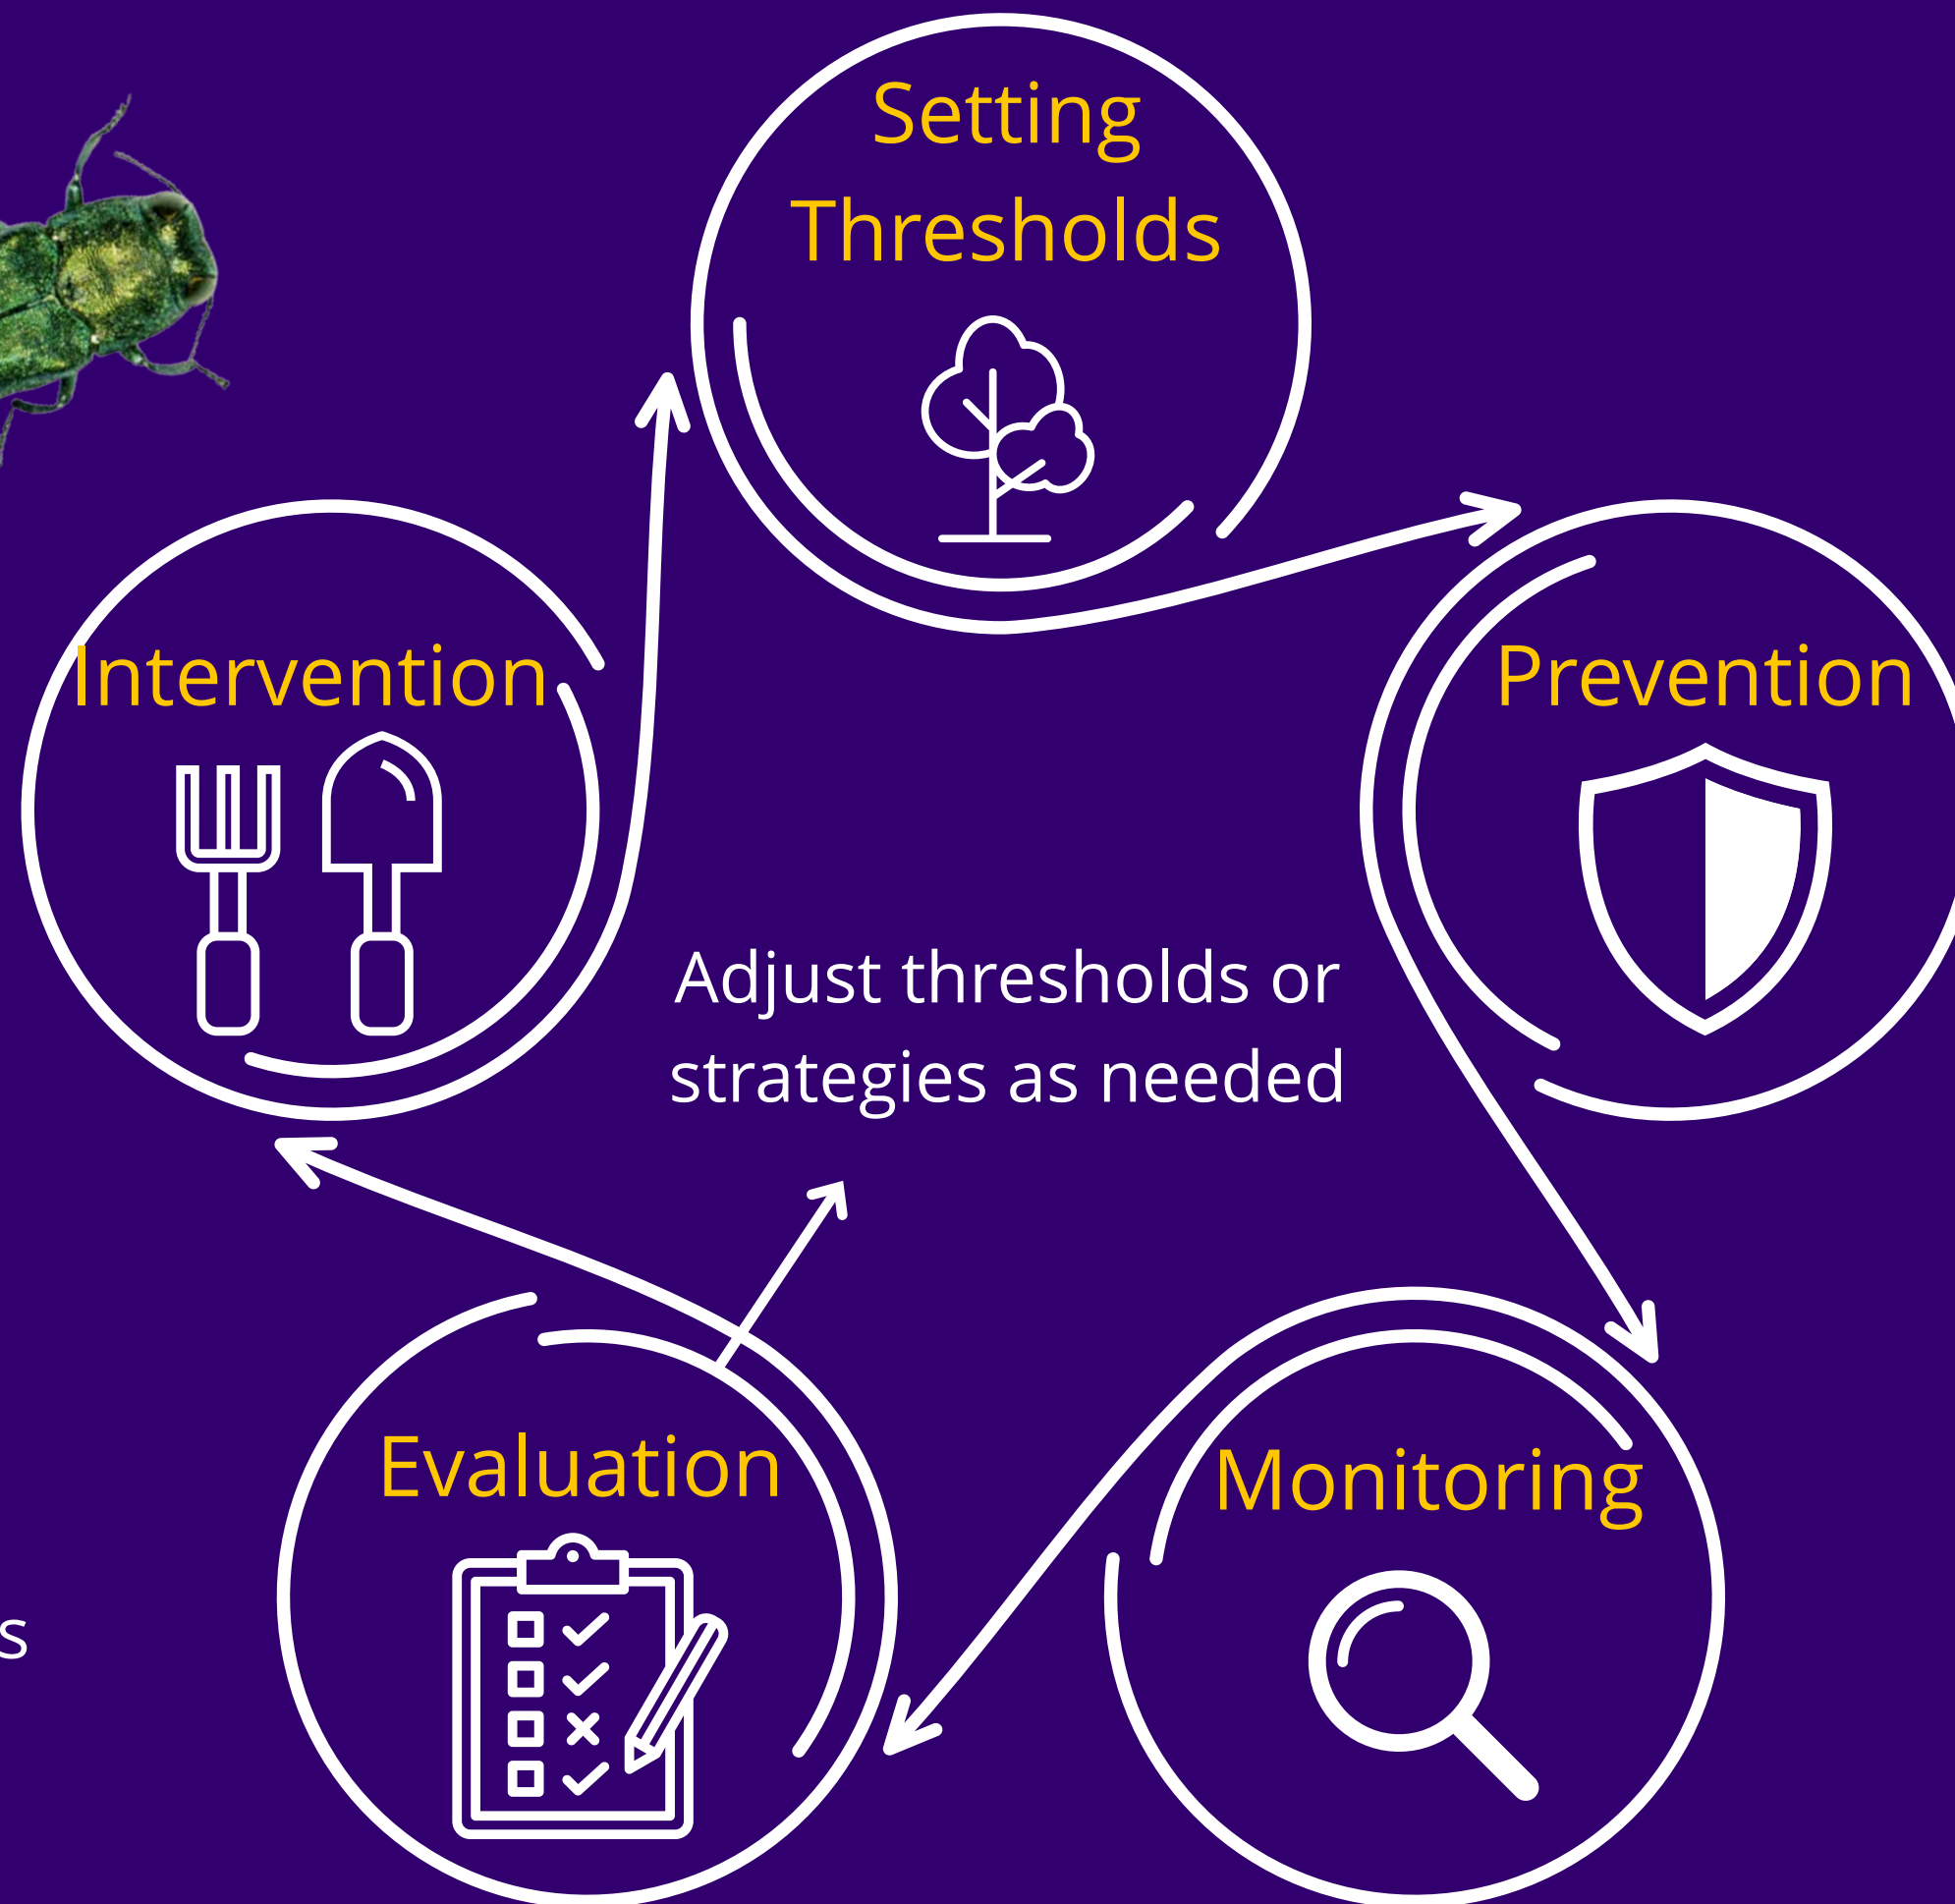 Setting
Thresholds
Intervention
Prevention
Adjust thresholds or
strategies as needed
Evaluation
Monitoring
s